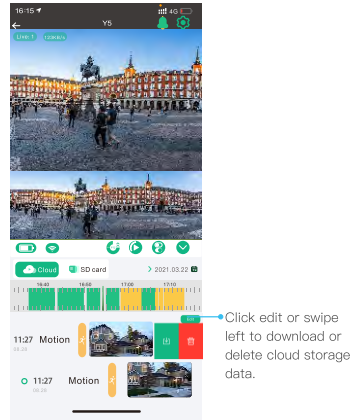 16:15 4G
Y5
Live: 1
Cloud SD card 2021.03.22
16:40 16:50 17:00 17:10
Click edit or swipe
left to download or
delete cloud storage
data.
11:27 Motion
11:27 Motion